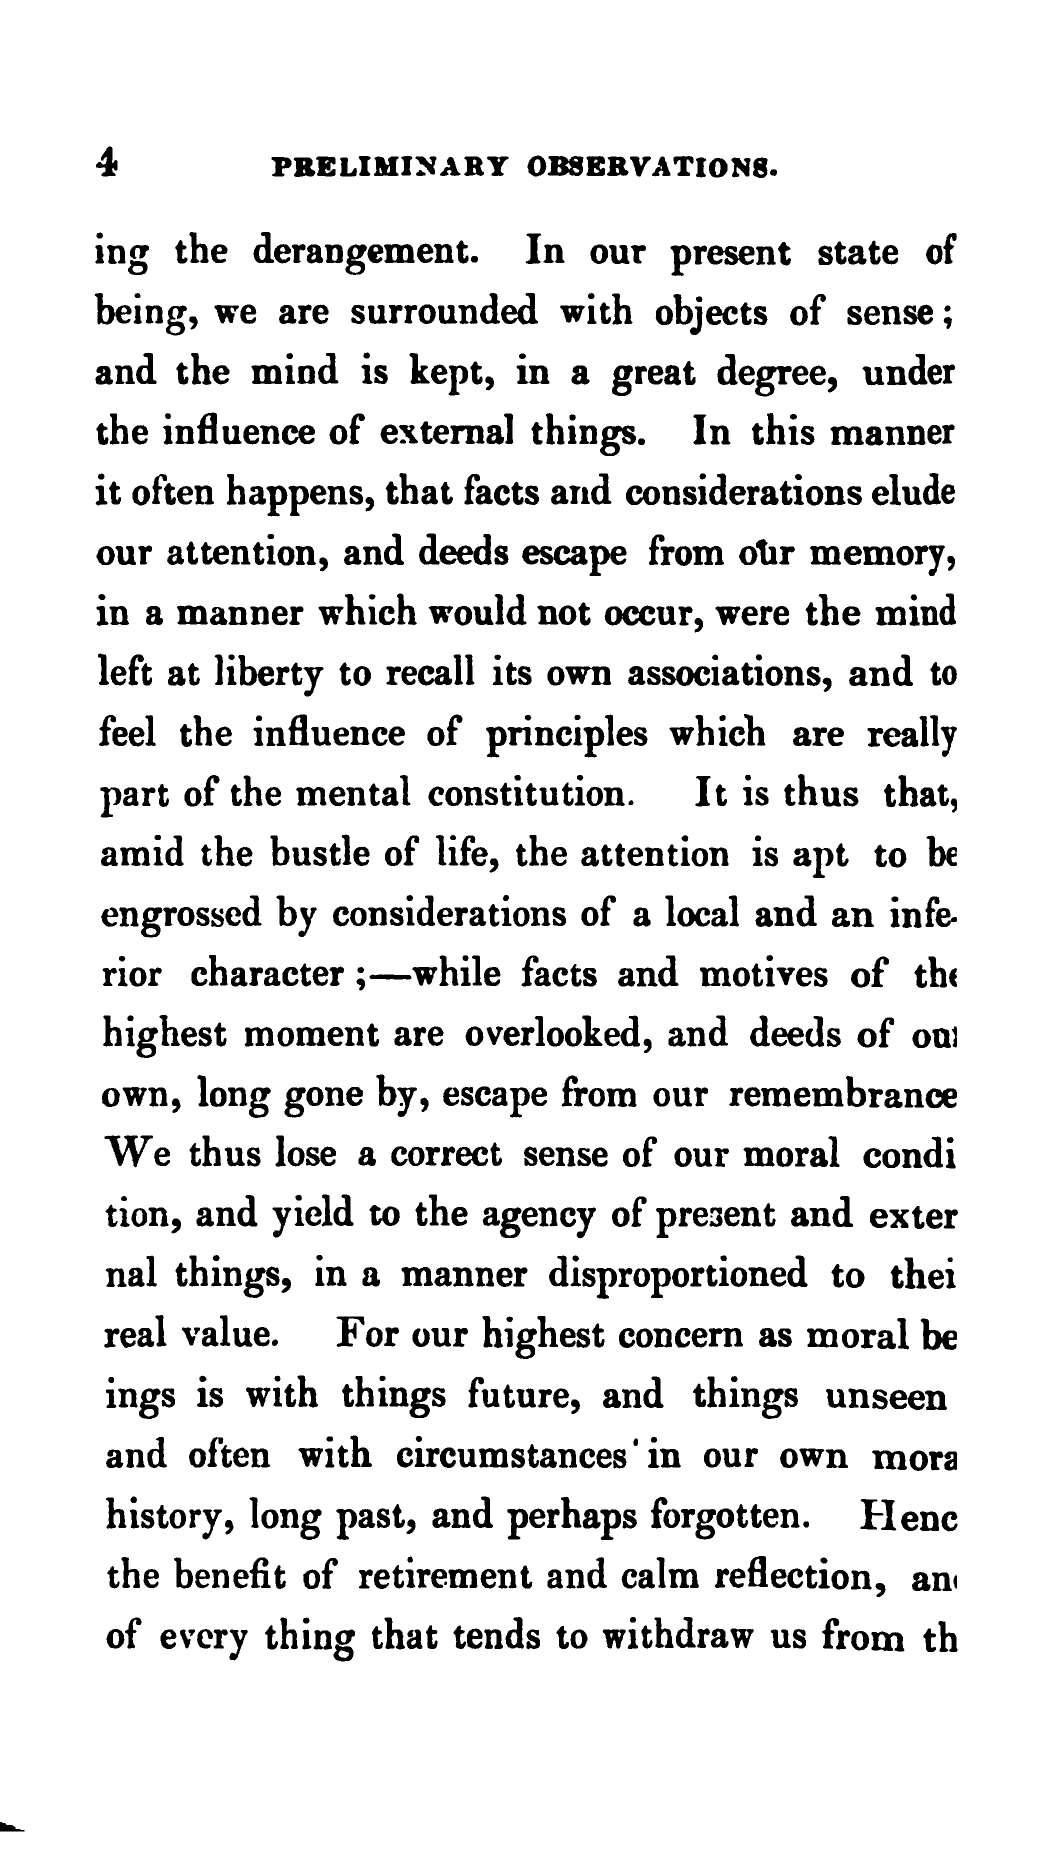 4 PRELIMINARY OBSERVATIONS.
ing the derangement. In our present state of
being, we are surrounded with objects of sense;
and the mind is kept, in a great degree, under
the influence of external things. In this manner
it often happens, that facts and considerations elude
our attention, and deeds escape from our memory,
in a manner which would not occur, were the mind
left at liberty to recall its own associations, and to
feel the influence of principles which are really
part of the mental constitution. It is thus that,
amid the bustle of life, the attention is apt to be
engrossed by considerations of a local and an infe-
rior character;—while facts and motives of the
highest moment are overlooked, and deeds of our
own, long gone by, escape from our remembrance
We thus lose a correct sense of our moral condi
tion, and yield to the agency of present and exter
nal things, in a manner disproportioned to thei
real value. For our highest concern as moral be
ings is with things future, and things unseen
and often with circumstances in our own mora
history, long past, and perhaps forgotten. Henc
the benefit of retirement and calm reflection, an
of every thing that tends to withdraw us from th